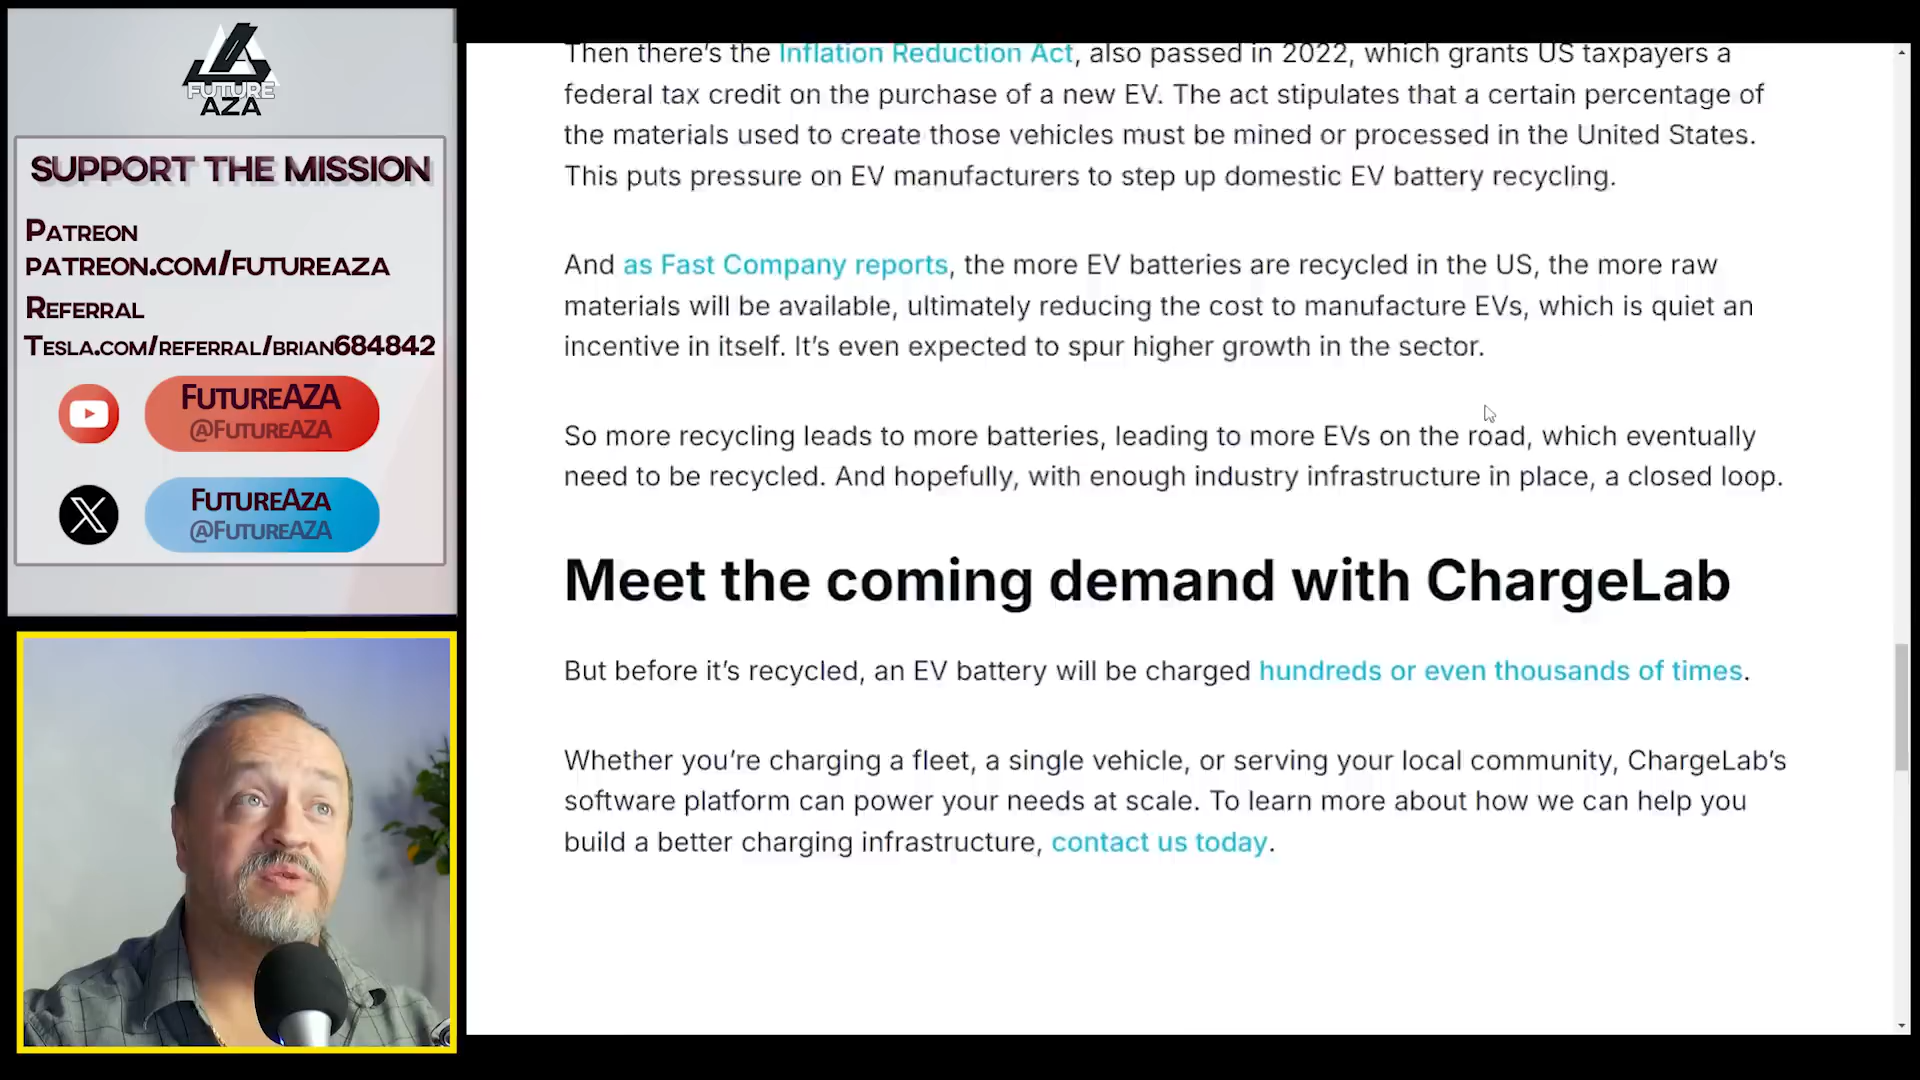 FUTURE
AZA
SUPPORT THE MISSION
PATREON
PATREON.COM/FUTUREAZA
REFERRAL
TESLA.COM/REFERRAL/BRIAN684842
FUTUREAZA
@FUTUREAZA
FUTUREAZA
@FUTUREAZA
Then there’s the Inflation Reduction Act, also passed in 2022, which grants US taxpayers a
federal tax credit on the purchase of a new EV. The act stipulates that a certain percentage of
the materials used to create those vehicles must be mined or processed in the United States.
This puts pressure on EV manufacturers to step up domestic EV battery recycling.
And as Fast Company reports, the more EV batteries are recycled in the US, the more raw
materials will be available, ultimately reducing the cost to manufacture EVs, which is quiet an
incentive in itself. It’s even expected to spur higher growth in the sector.
So more recycling leads to more batteries, leading to more EVs on the road, which eventually
need to be recycled. And hopefully, with enough industry infrastructure in place, a closed loop.
Meet the coming demand with ChargeLab
But before it’s recycled, an EV battery will be charged hundreds or even thousands of times.
Whether you’re charging a fleet, a single vehicle, or serving your local community, ChargeLab’s
software platform can power your needs at scale. To learn more about how we can help you
build a better charging infrastructure, contact us today.